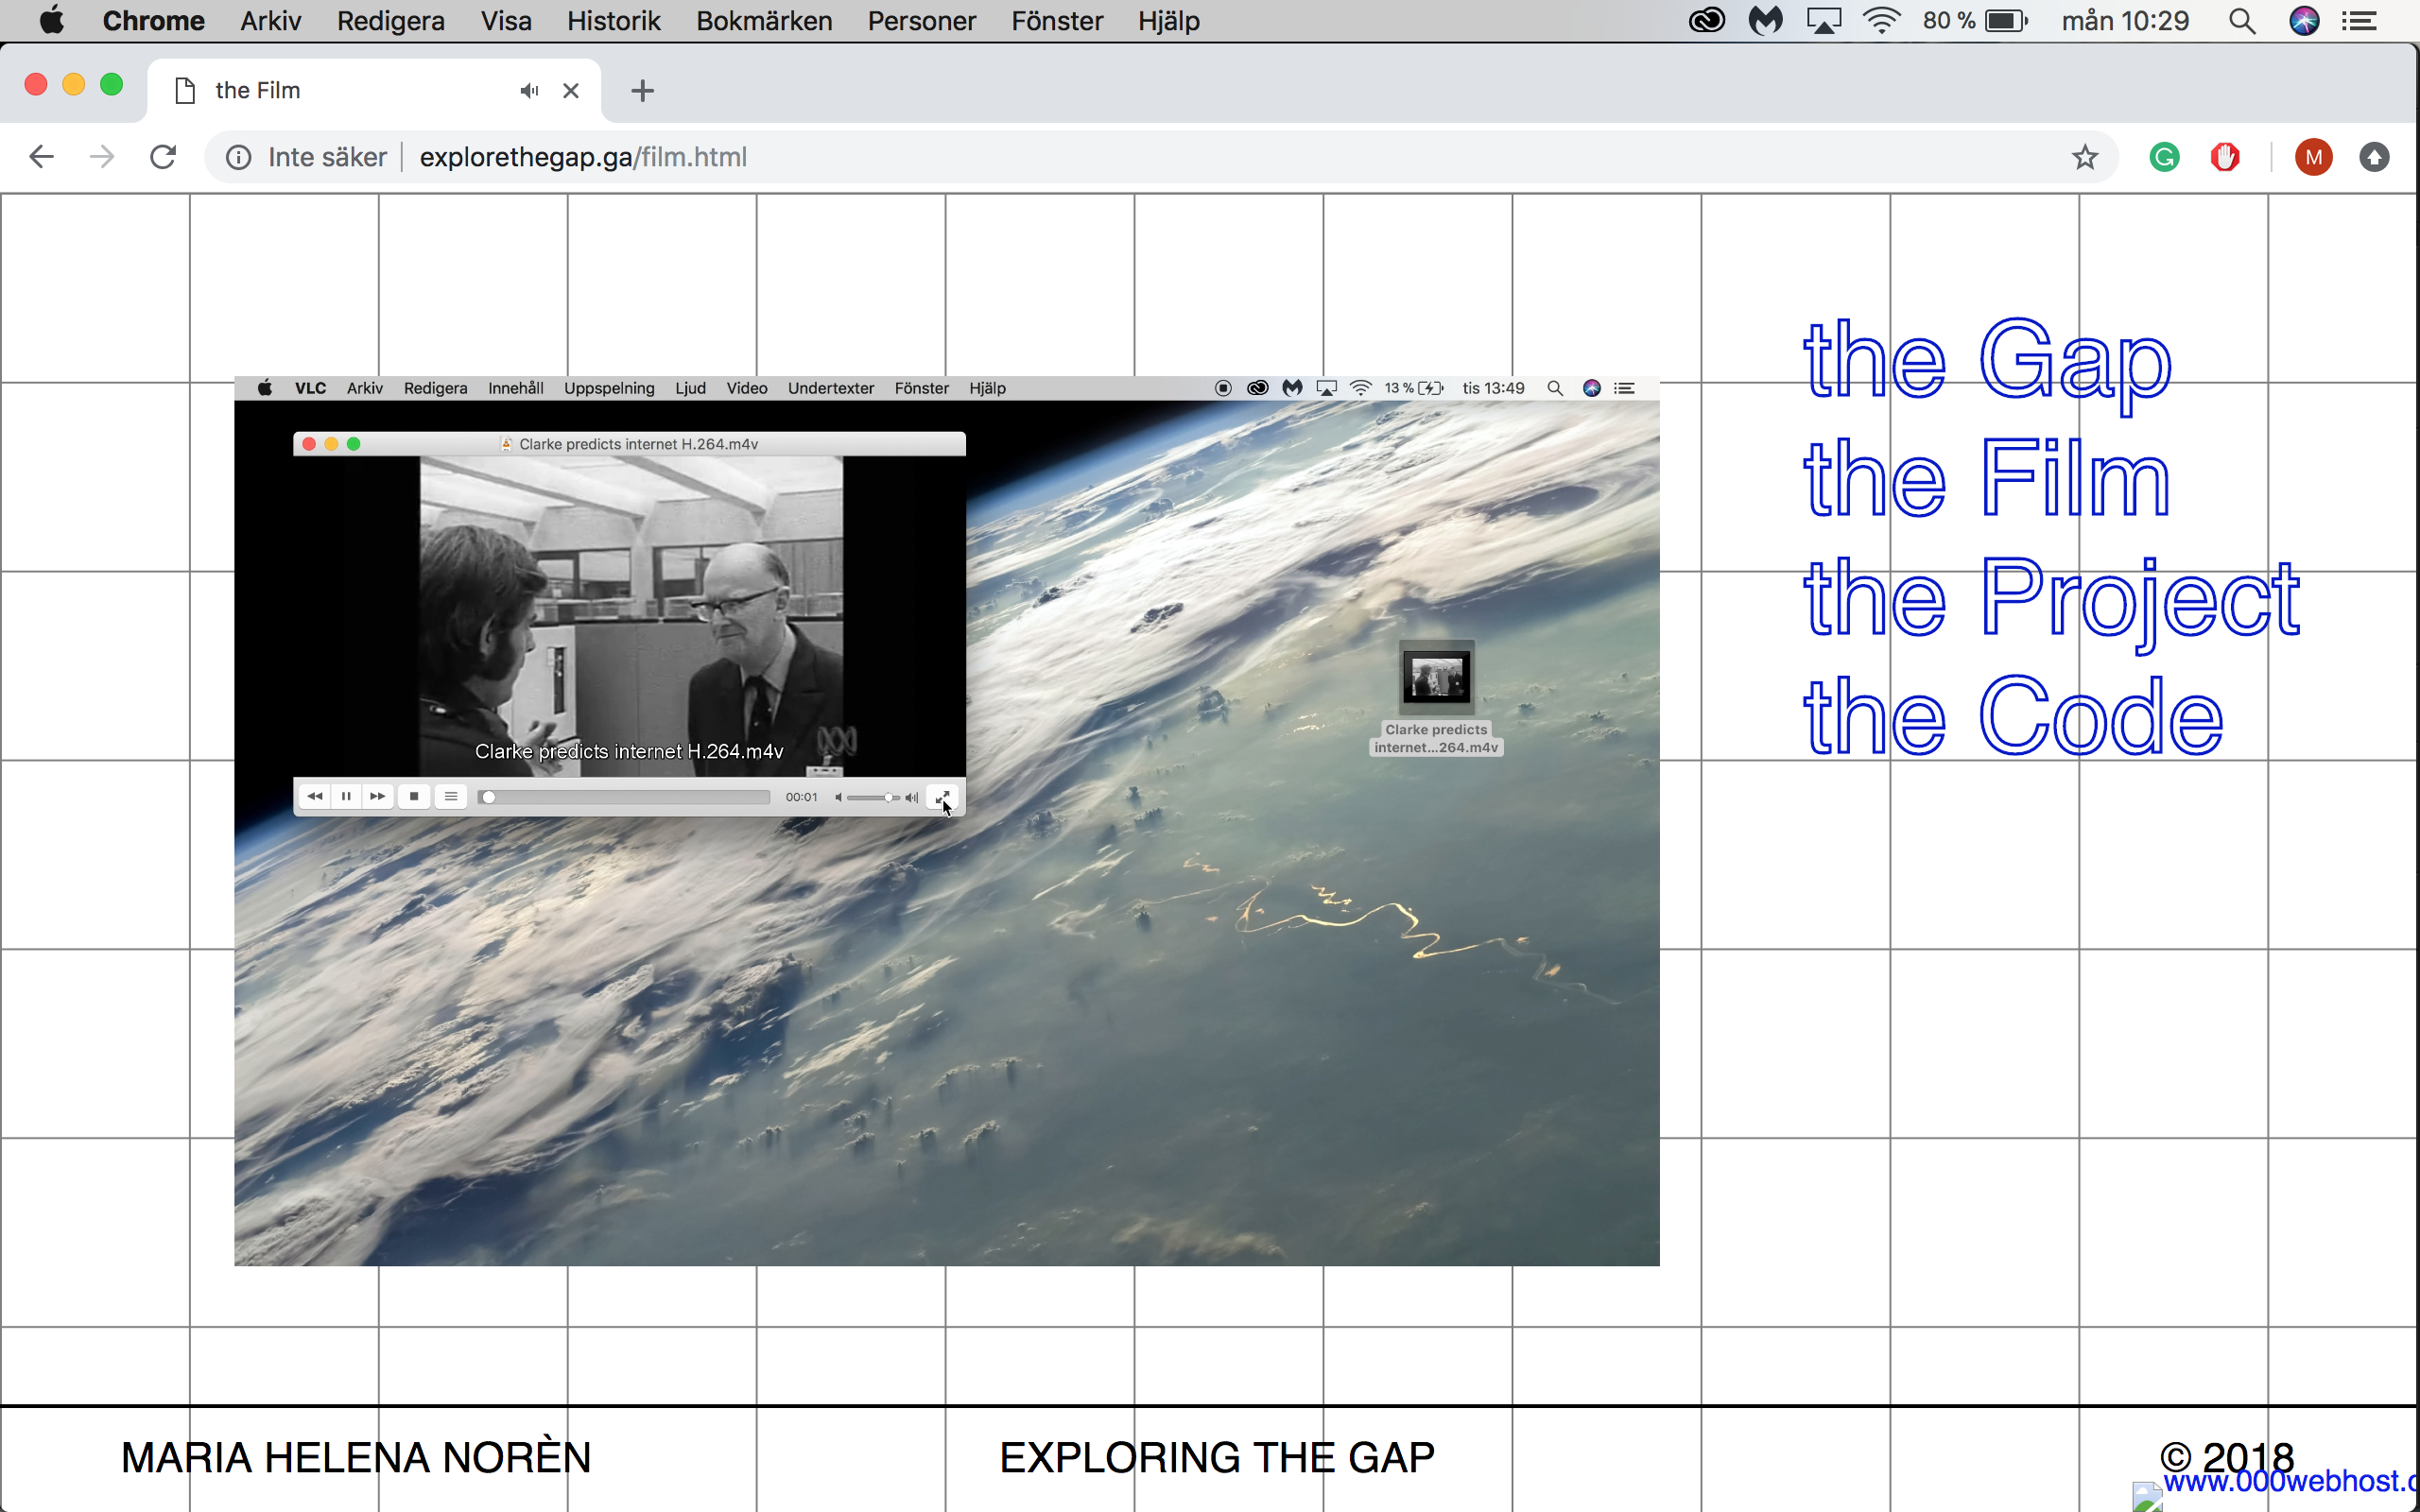 Chrome Arkiv Redigera Visa Historik Bokmärken Personer Fönster Hjälp 80 % mån 10:29
the Film
Inte säker explorethegap.ga/film.html M
the Gap
the Film
the Project
the Code
VLC Arkiv Redigera Innehåll Uppspelning Ljud Video Undertexter Fönster Hjälp 13 % tis 13:49
Clarke predicts internet H.264.m4v
Clarke predicts internet H.264.m4v
00:01
Clarke predicts
internet...264.m4v
MARIA HELENA NORÈN EXPLORING THE GAP © 2018
www.000webhost.c